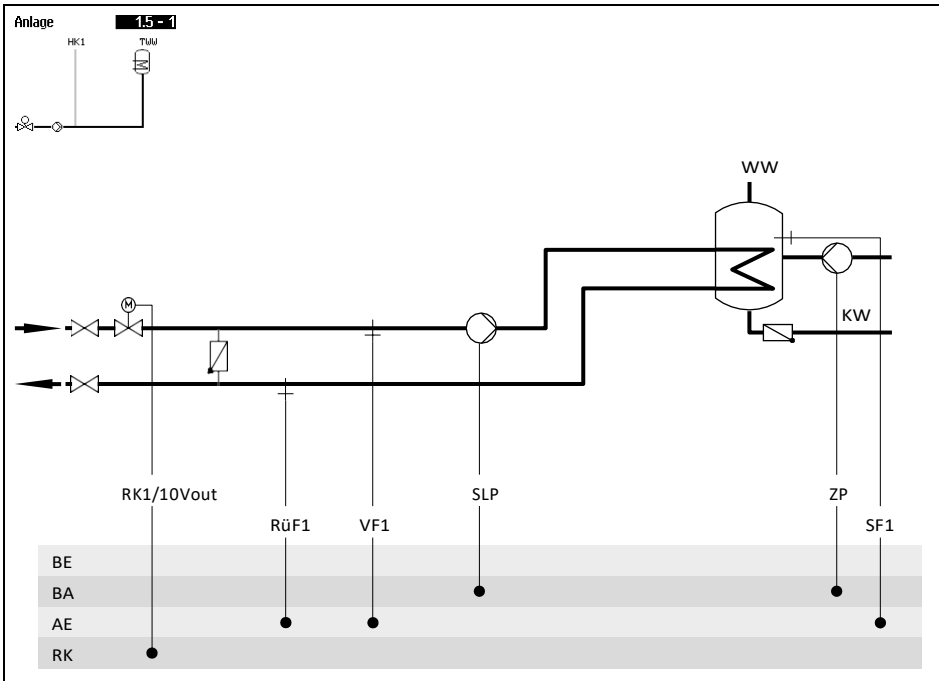 Anlage 1.5 - 1
HK1 TWW
WW
M
KW
RK1/10Vout SLP ZP
RüF1 VF1 SF1
BE
BA
AE
RK